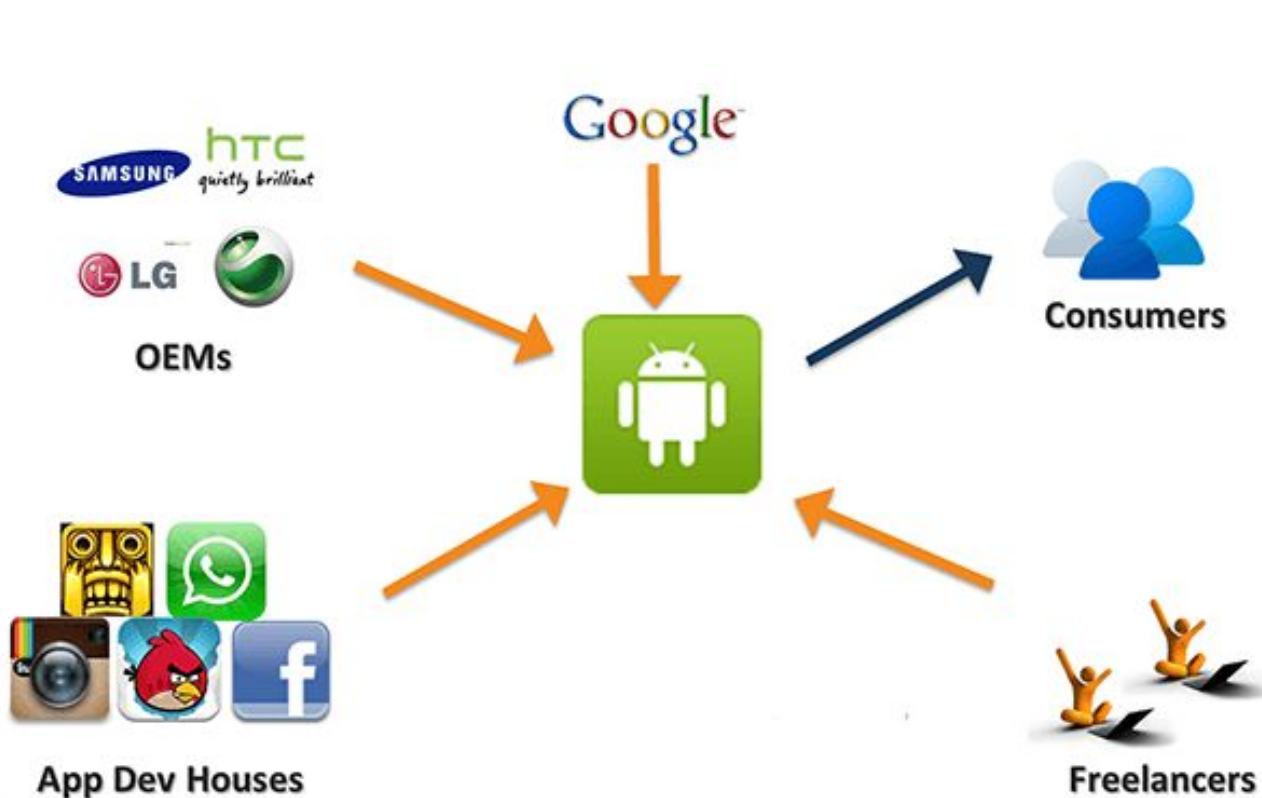 Google
SAMSUNG
hTC
quietly brilliant
LG
OEMs
Consumers
App Dev Houses
Freelancers